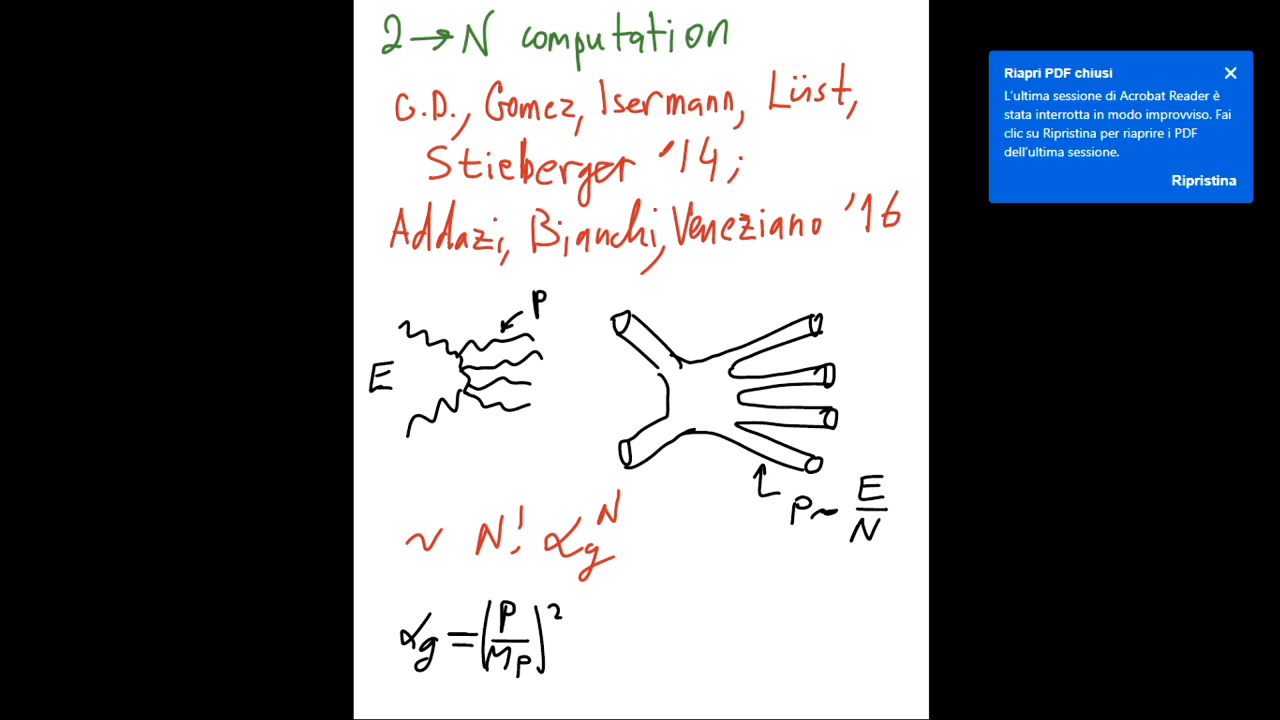 2 → N computation
G.D., Gomez, Isermann, Lüst,
Stieberger '14;
Addazi, Bianchi, Veneziano '16
P
E
P ~ E/N
~ N! α_g^N
α_g = (P/M_P)^2
Riapri PDF chiusi
L'ultima sessione di Acrobat Reader è
stata interrotta in modo improvviso. Fai
clic su Ripristina per riaprire i PDF
dell'ultima sessione.
Ripristina